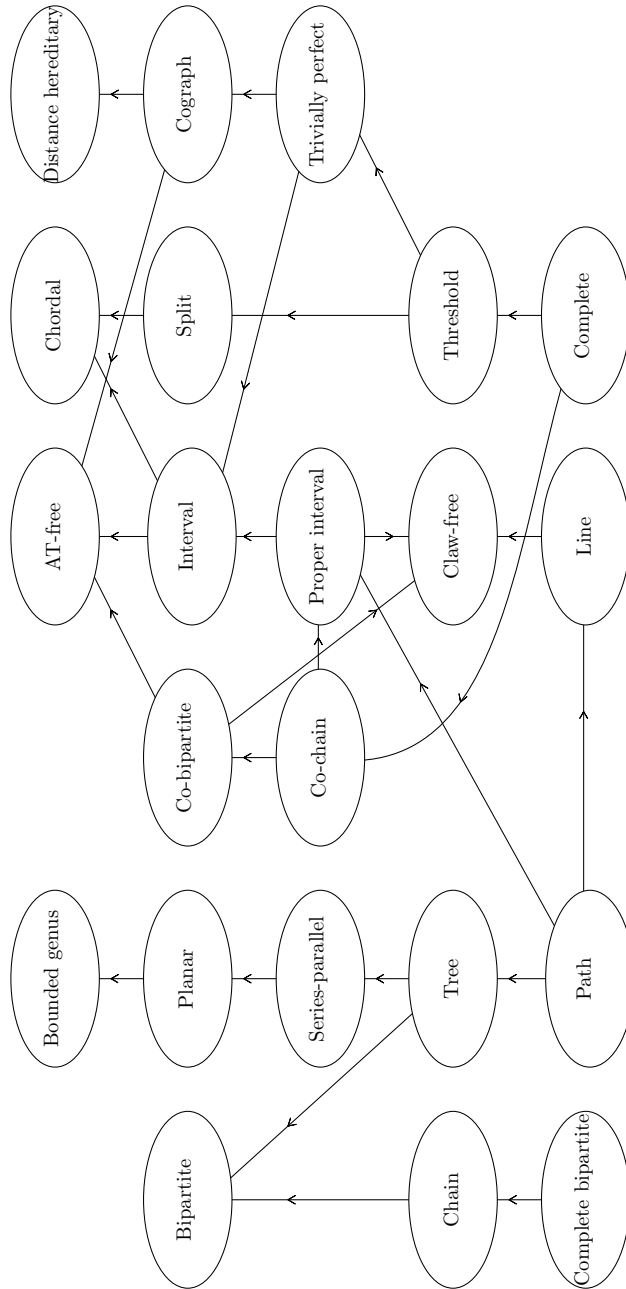 Distance hereditary
Cograph
Trivially perfect
Chordal
Split
Threshold
Complete
AT-free
Interval
Proper interval
Claw-free
Line
Co-bipartite
Co-chain
Bounded genus
Planar
Series-parallel
Tree
Path
Bipartite
Chain
Complete bipartite